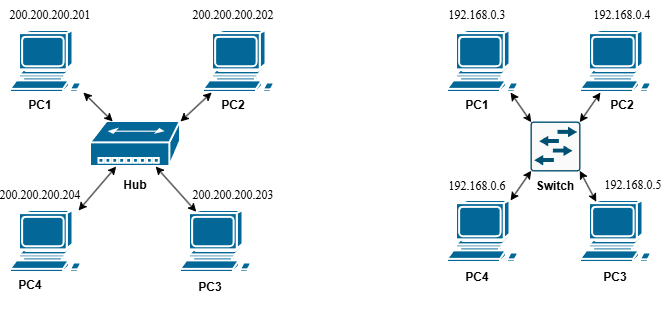 200.200.200.201
200.200.200.202
192.168.0.3
192.168.0.4
PC1
PC2
PC1
PC2
Hub
Switch
200.200.200.204
200.200.200.203
192.168.0.6
192.168.0.5
PC4
PC3
PC4
PC3